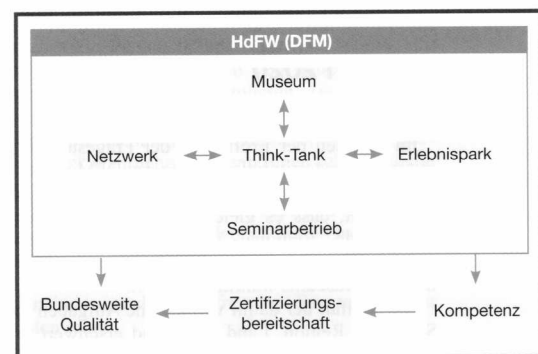 HdFW (DFM)
Museum
Netzwerk
Think-Tank
Erlebnispark
Seminarbetrieb
Bundesweite
Qualität
Zertifizierungs-
bereitschaft
Kompetenz